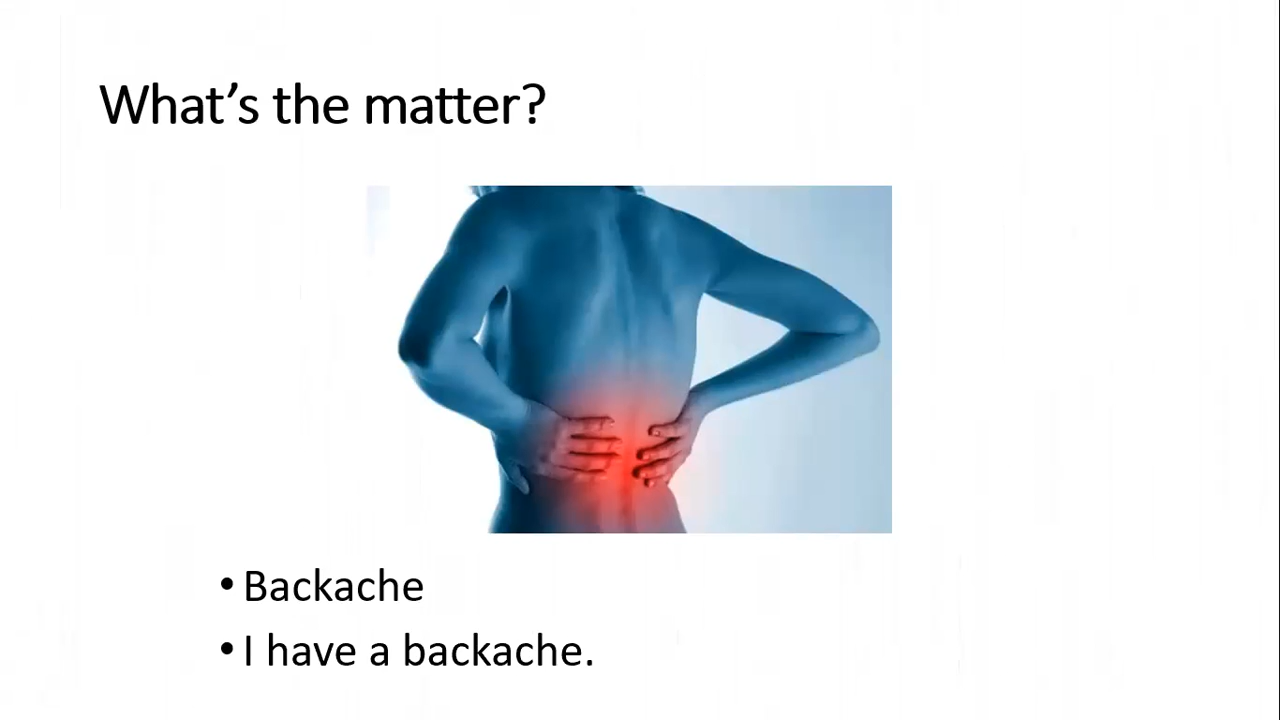 What's the matter?
• Backache
• I have a backache.